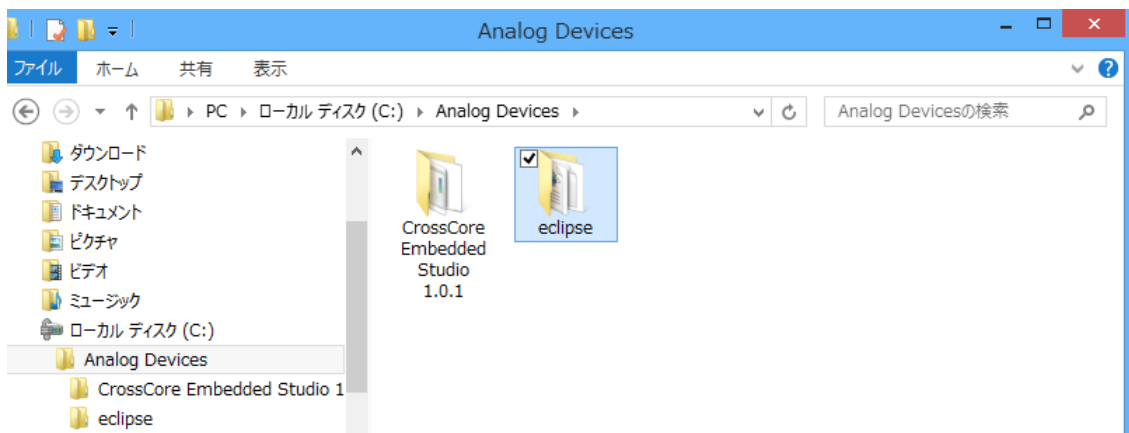 Analog Devices
ファイル ホーム 共有 表示
PC ローカル ディスク (C:) Analog Devices
Analog Devicesの検索
ダウンロード
デスクトップ
ドキュメント
ピクチャ
ビデオ
ミュージック
ローカル ディスク (C:)
Analog Devices
CrossCore Embedded Studio 1
eclipse
CrossCore
Embedded
Studio
1.0.1
eclipse